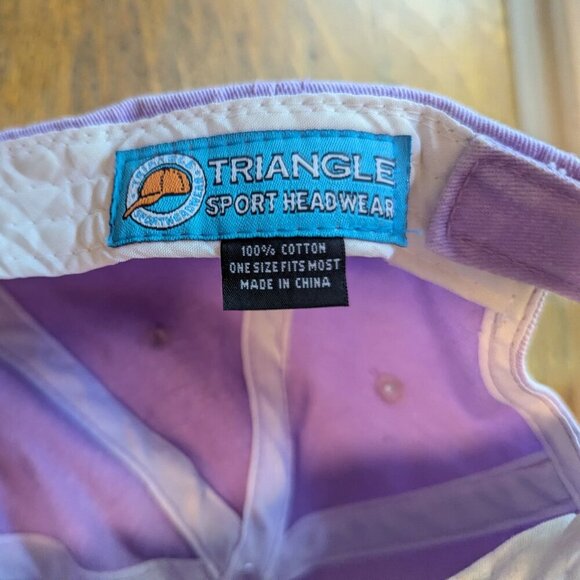 TRIANGLE
SPORT HEADWEAR
100% COTTON
ONE SIZE FITS MOST
MADE IN CHINA